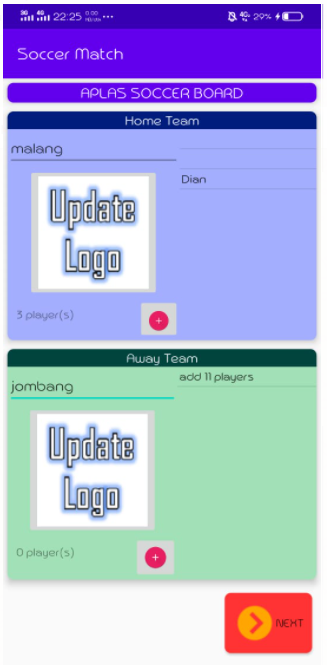 3G 4G 22:25 0.00 KB/s ••• 4G 29%
Soccer Match
APLAS SOCCER BOARD
Home Team
malang
Dian
Update
Logo
3 player(s)
+
Away Team
add 11 players
jombang
Update
Logo
0 player(s)
+
NEXT